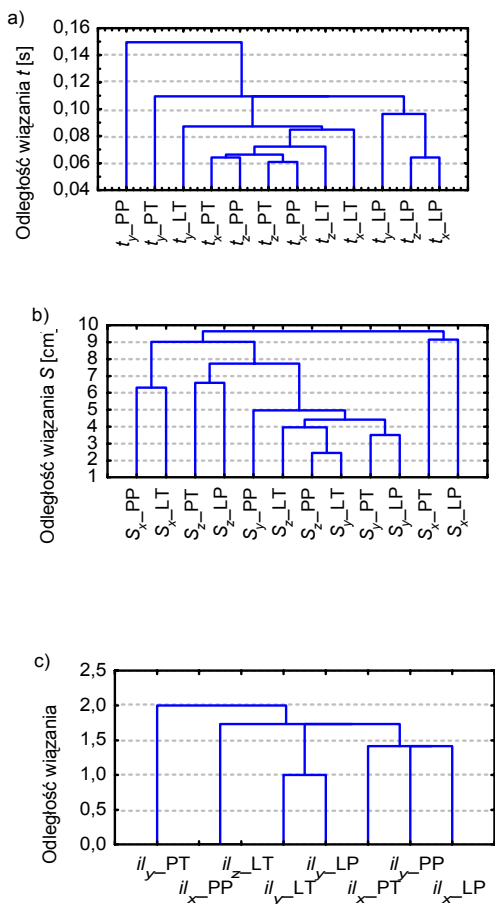 a)
Odległość wiązania t [s]
0,16
0,14
0,12
0,10
0,08
0,06
0,04
t_y_PP
t_y_PT
t_y_LT
t_x_PT
t_z_PP
t_z_PT
t_x_PP
t_z_LT
t_x_LT
t_y_LP
t_z_LP
t_x_LP
b)
Odległość wiązania S [cm]
10
9
8
7
6
5
4
3
2
1
S_x_PP
S_x_LT
S_z_PT
S_z_LP
S_y_PP
S_z_LT
S_z_PP
S_y_LT
S_y_PT
S_y_LP
S_x_PT
S_x_LP
c)
Odległość wiązania
2,5
2,0
1,5
1,0
0,5
0,0
il_y_PT il_z_LT il_y_LP il_y_PP
il_x_PP il_y_LT il_x_PT il_x_LP